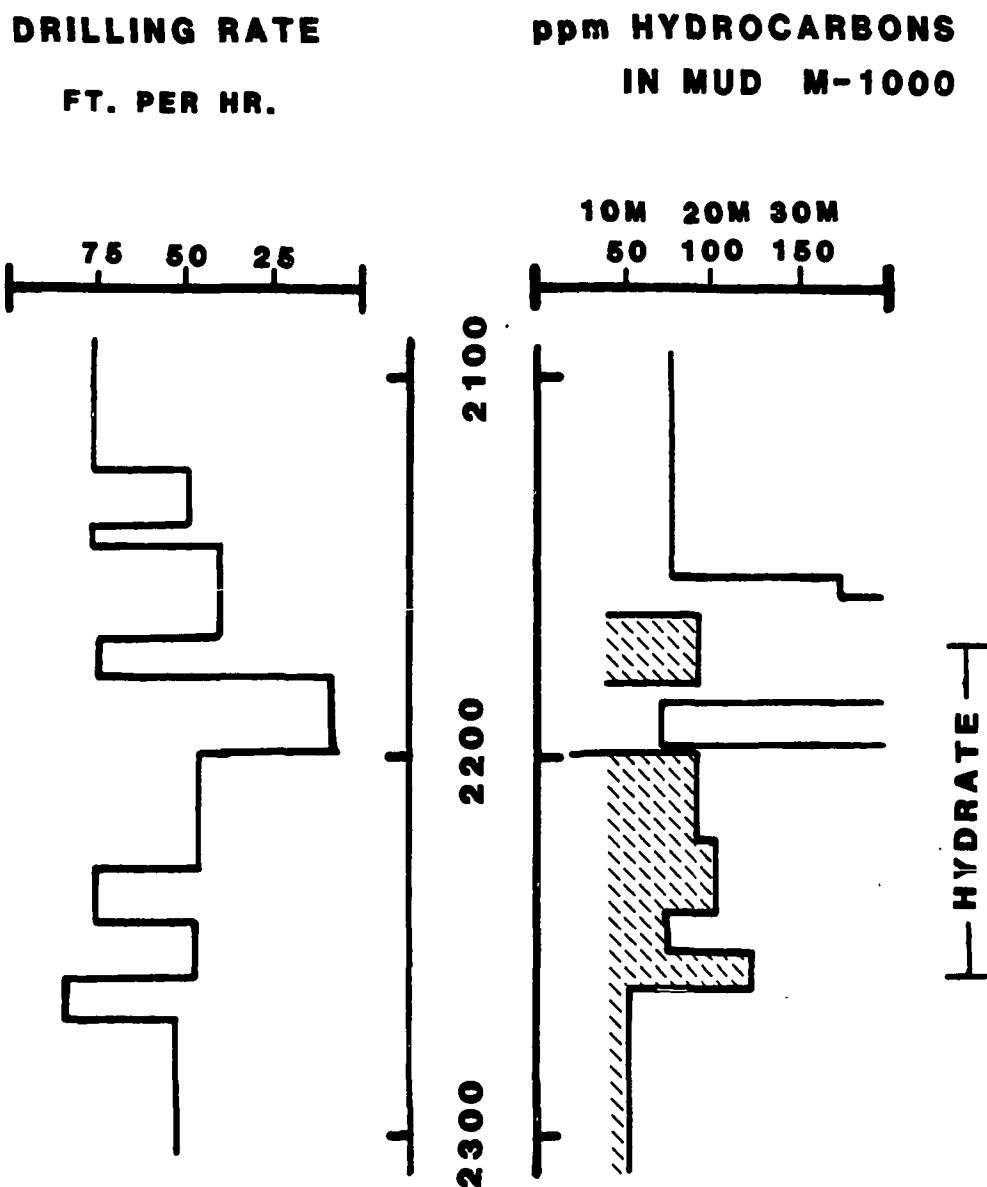 DRILLING RATE
FT. PER HR.
ppm HYDROCARBONS
IN MUD M-1000
75 50 25
10M 20M 30M
50 100 150
2100
2200
2300
HYDRATE